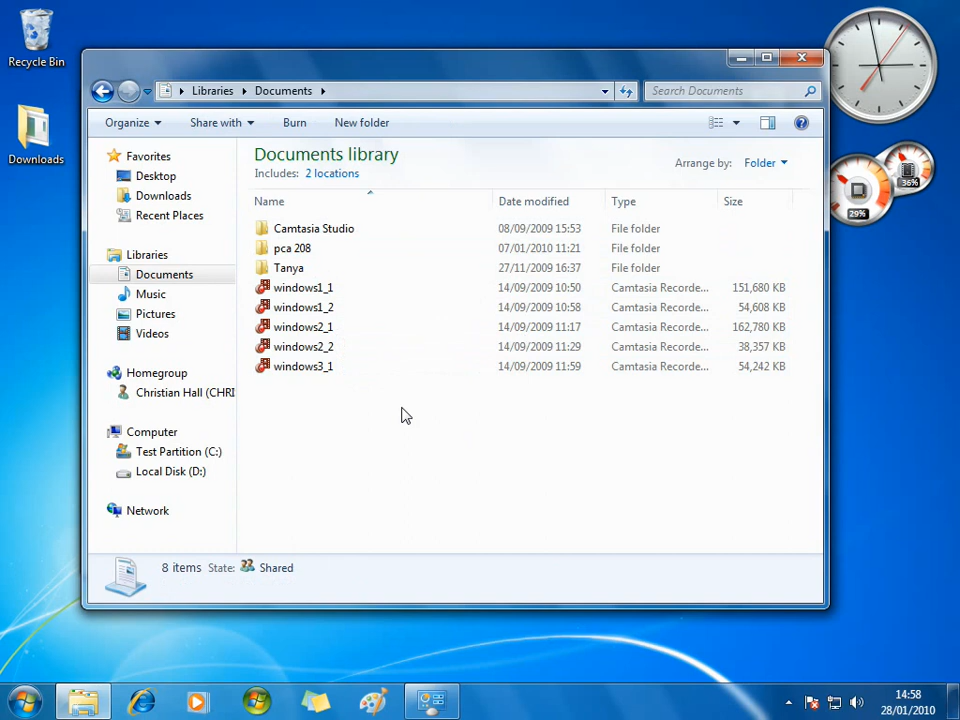 Recycle Bin
Downloads
Libraries Documents
Search Documents
Organize Share with Burn New folder
Documents library
Includes: 2 locations
Arrange by: Folder
Name Date modified Type Size
Camtasia Studio 08/09/2009 15:53 File folder
pca 208 07/01/2010 11:21 File folder
Tanya 27/11/2009 16:37 File folder
windows1_1 14/09/2009 10:50 Camtasia Recorde... 151,680 KB
windows1_2 14/09/2009 10:58 Camtasia Recorde... 54,608 KB
windows2_1 14/09/2009 11:17 Camtasia Recorde... 162,780 KB
windows2_2 14/09/2009 11:29 Camtasia Recorde... 38,357 KB
windows3_1 14/09/2009 11:59 Camtasia Recorde... 54,242 KB
Favorites
Desktop
Downloads
Recent Places
Libraries
Documents
Music
Pictures
Videos
Homegroup
Christian Hall (CHRI
Computer
Test Partition (C:)
Local Disk (D:)
Network
8 items State: Shared
36%
29%
14:58
28/01/2010